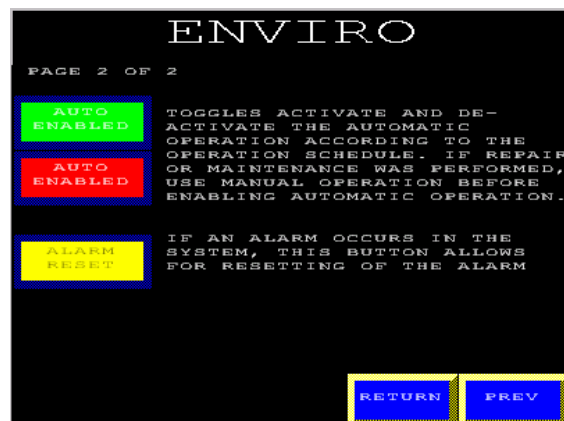 ENVIRO
PAGE 2 OF 2
AUTO
ENABLED
TOGGLES ACTIVATE AND DE-
ACTIVATE THE AUTOMATIC
OPERATION ACCORDING TO THE
OPERATION SCHEDULE. IF REPAIR
OR MAINTENANCE WAS PERFORMED,
USE MANUAL OPERATION BEFORE
ENABLING AUTOMATIC OPERATION.
AUTO
ENABLED
ALARM
RESET
IF AN ALARM OCCURS IN THE
SYSTEM, THIS BUTTON ALLOWS
FOR RESETTING OF THE ALARM
RETURN
PREV